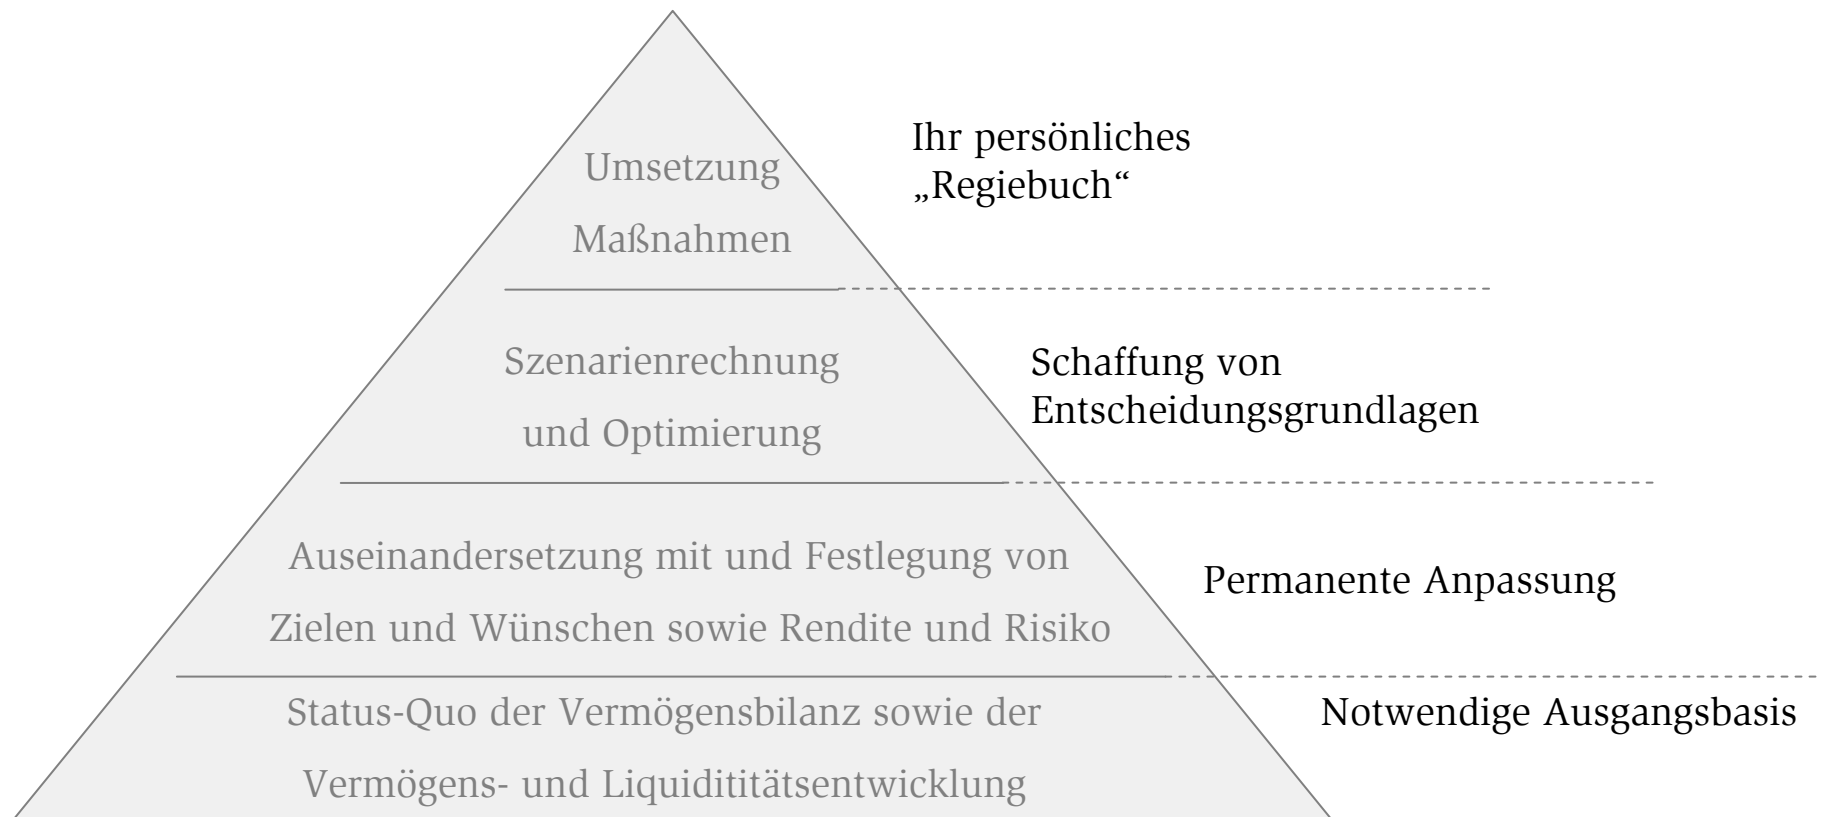 Umsetzung
Maßnahmen
Ihr persönliches
„Regiebuch“
Szenarienrechnung
und Optimierung
Schaffung von
Entscheidungsgrundlagen
Auseinandersetzung mit und Festlegung von
Zielen und Wünschen sowie Rendite und Risiko
Permanente Anpassung
Status-Quo der Vermögensbilanz sowie der
Vermögens- und Liquidititätsentwicklung
Notwendige Ausgangsbasis